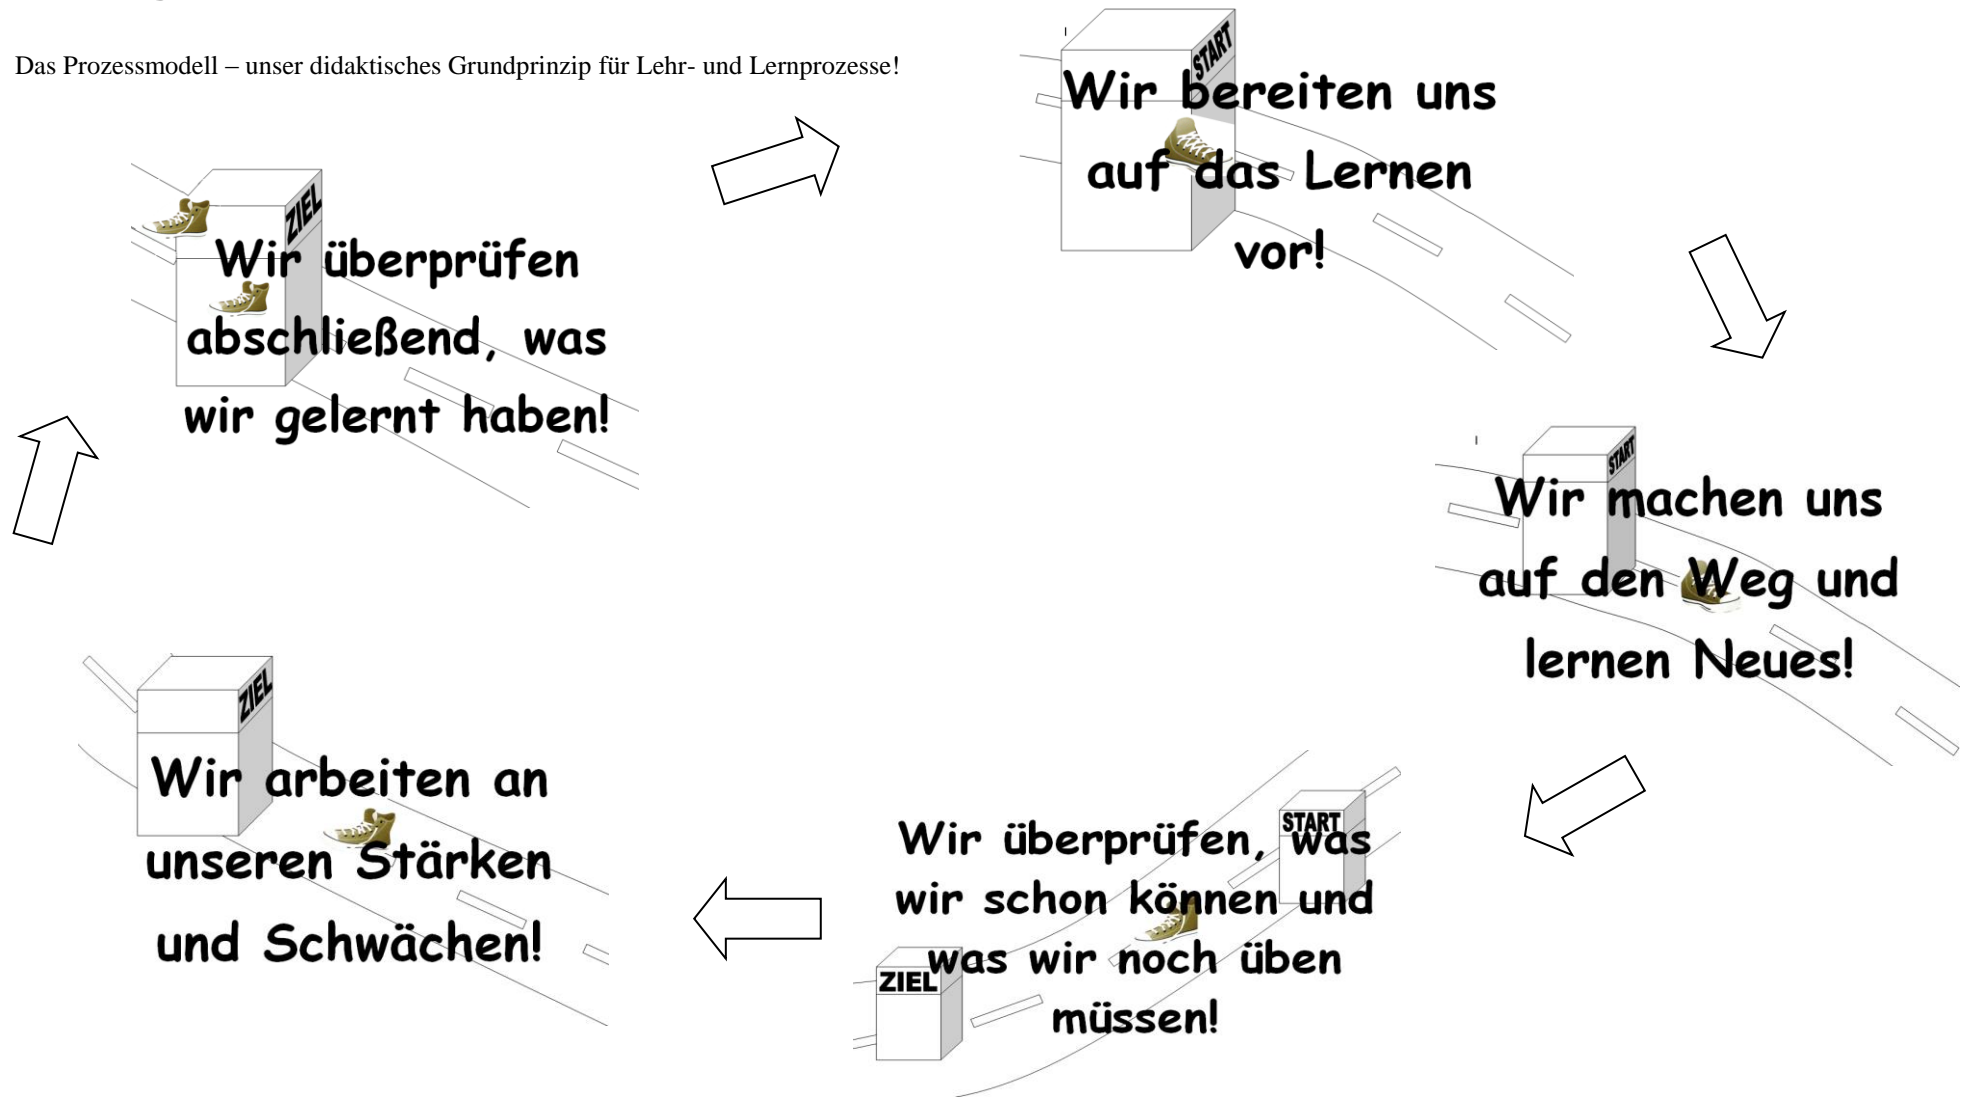 Das Prozessmodell – unser didaktisches Grundprinzip für Lehr- und Lernprozesse!
START
Wir bereiten uns
auf das Lernen
vor!
START
Wir machen uns
auf den Weg und
lernen Neues!
START
Wir überprüfen, was
wir schon können und
was wir noch üben
müssen!
ZIEL
ZIEL
Wir arbeiten an
unseren Stärken
und Schwächen!
ZIEL
Wir überprüfen
abschließend, was
wir gelernt haben!